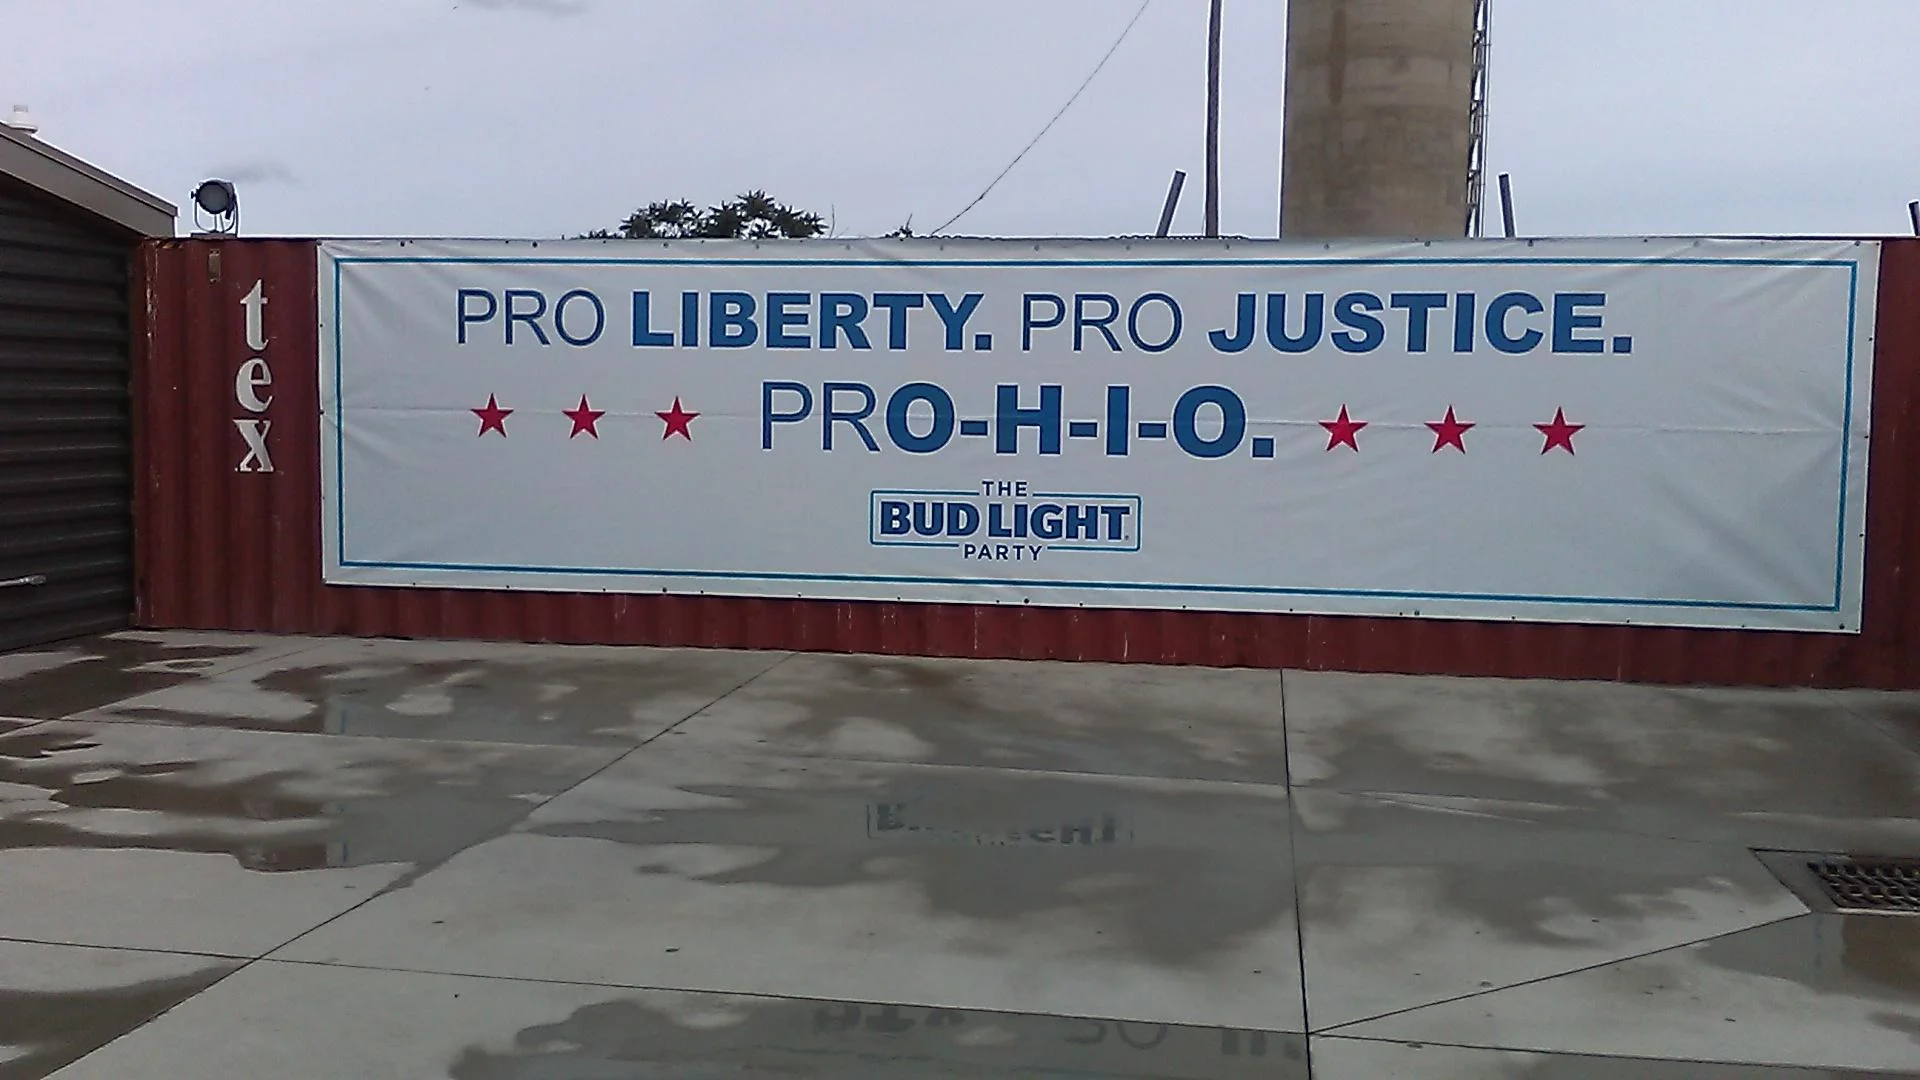 tex
PRO LIBERTY. PRO JUSTICE.
PRO-H-I-O.
THE
BUD LIGHT
PARTY